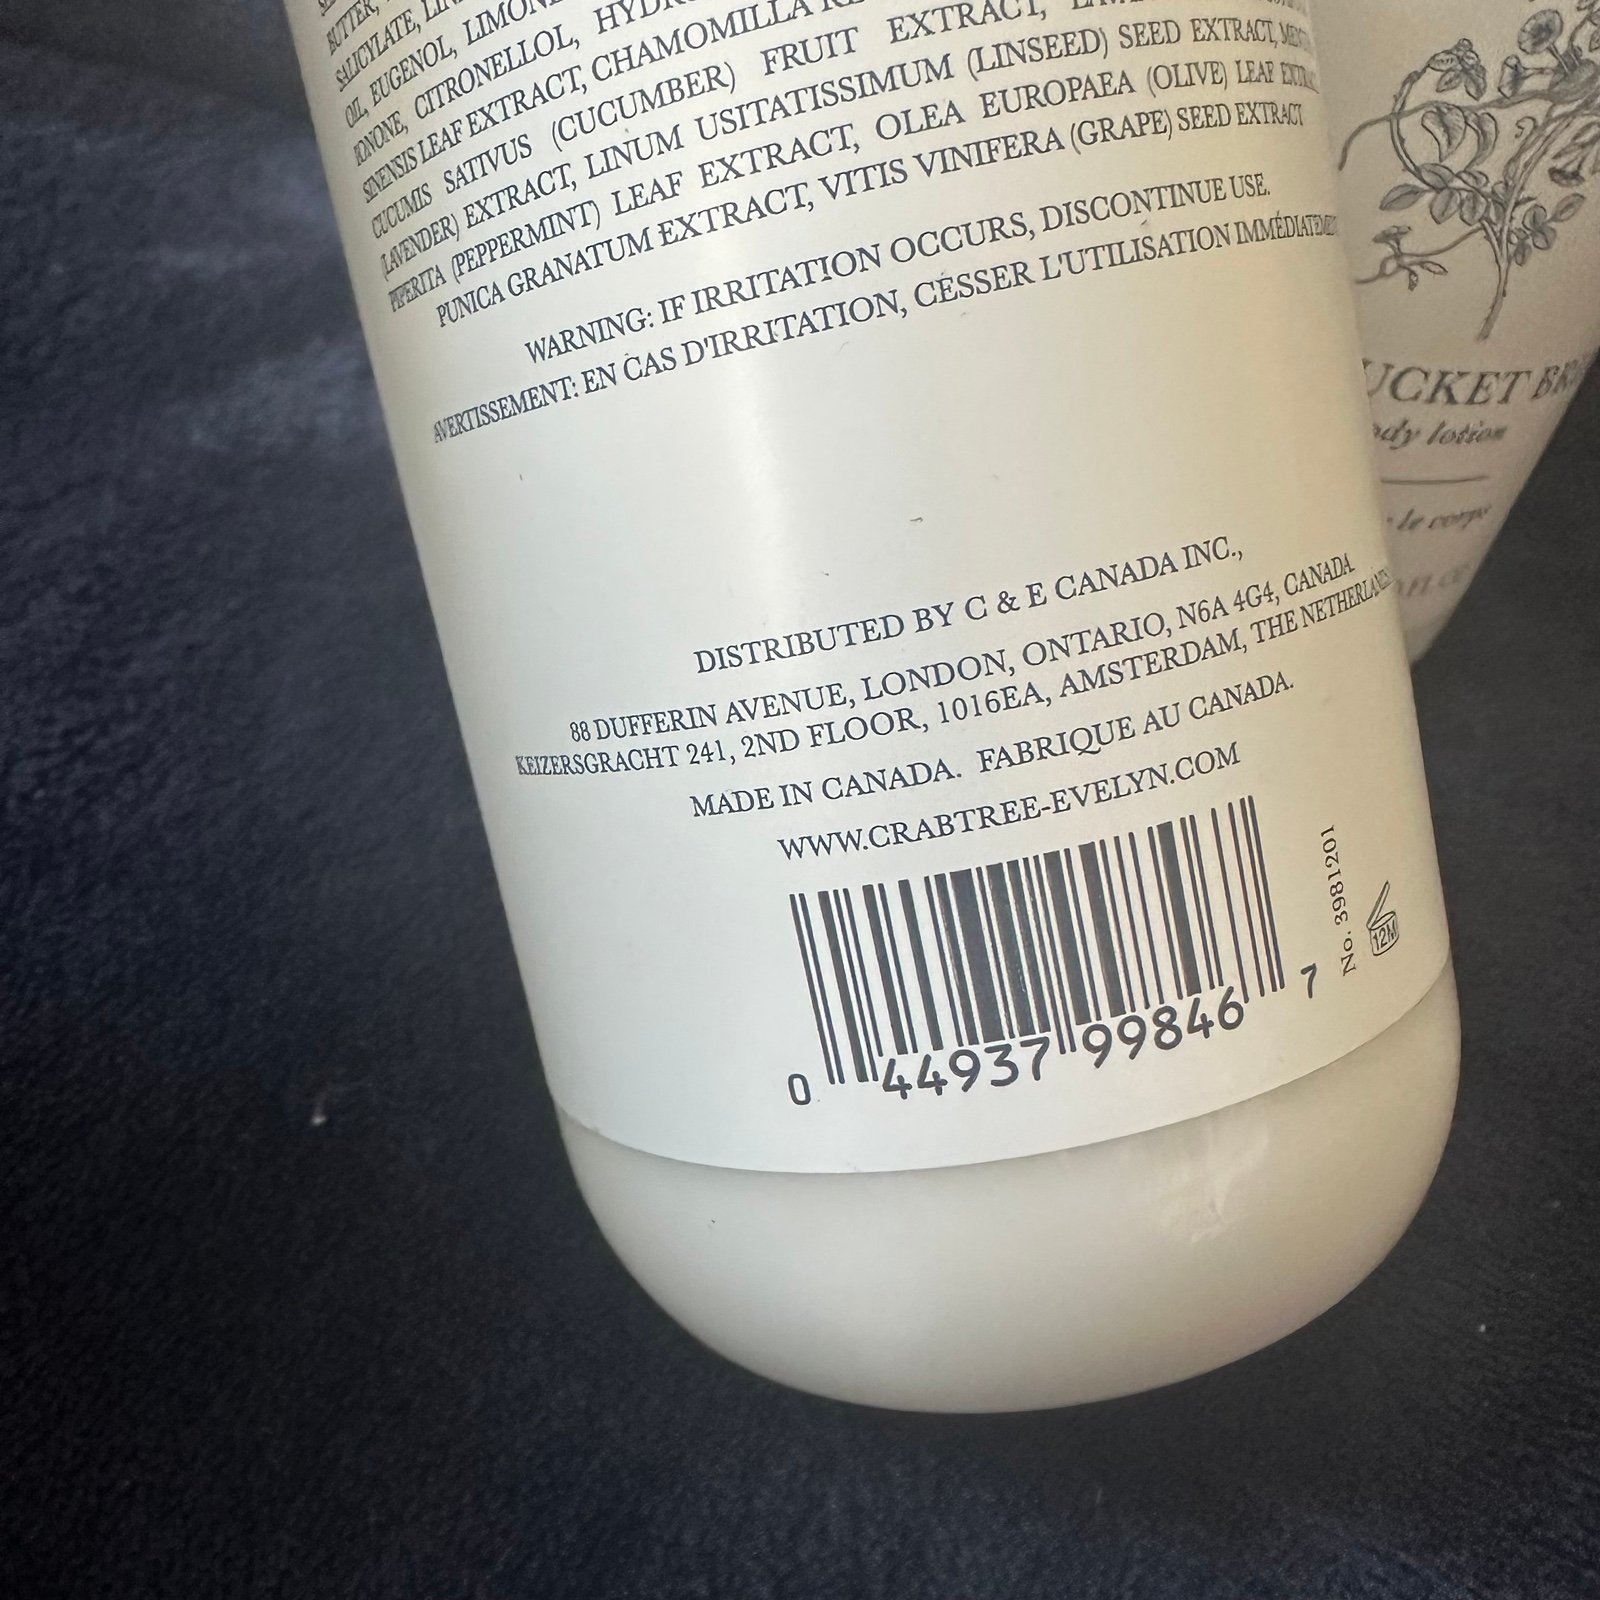 BUTTER,
SALICYLATE,
OIL, EUGENOL,
IONONE, CITRONELLOL,
SINENSIS LEAF EXTRACT, CHAMOMILLA
CUCUMIS SATIVUS (CUCUMBER) FRUIT EXTRACT,
(LAVENDER) EXTRACT, LINUM USITATISSIMUM (LINSEED) SEED EXTRACT,
PIPERITA (PEPPERMINT) LEAF EXTRACT, OLEA EUROPAEA (OLIVE) LEAF
PUNICA GRANATUM EXTRACT, VITIS VINIFERA (GRAPE) SEED EXTRACT
WARNING: IF IRRITATION OCCURS, DISCONTINUE USE.
AVERTISSEMENT: EN CAS D'IRRITATION, CESSER L'UTILISATION
DISTRIBUTED BY C & E CANADA INC.,
88 DUFFERIN AVENUE, LONDON, ONTARIO, N6A 4G4, CANADA
KEIZERSGRACHT 241, 2ND FLOOR, 1016EA, AMSTERDAM, THE
MADE IN CANADA. FABRIQUE AU CANADA.
WWW.CRABTREE-EVELYN.COM
0 44937 99846 7
No. 3981201
12M
body lotion
le corps